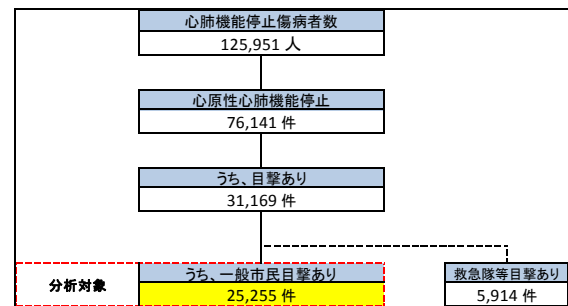 心肺機能停止傷病者数
125,951 人
心原性心肺機能停止
76,141 件
うち、目撃あり
31,169 件
分析対象
うち、一般市民目撃あり
25,255 件
救急隊等目撃あり
5,914 件